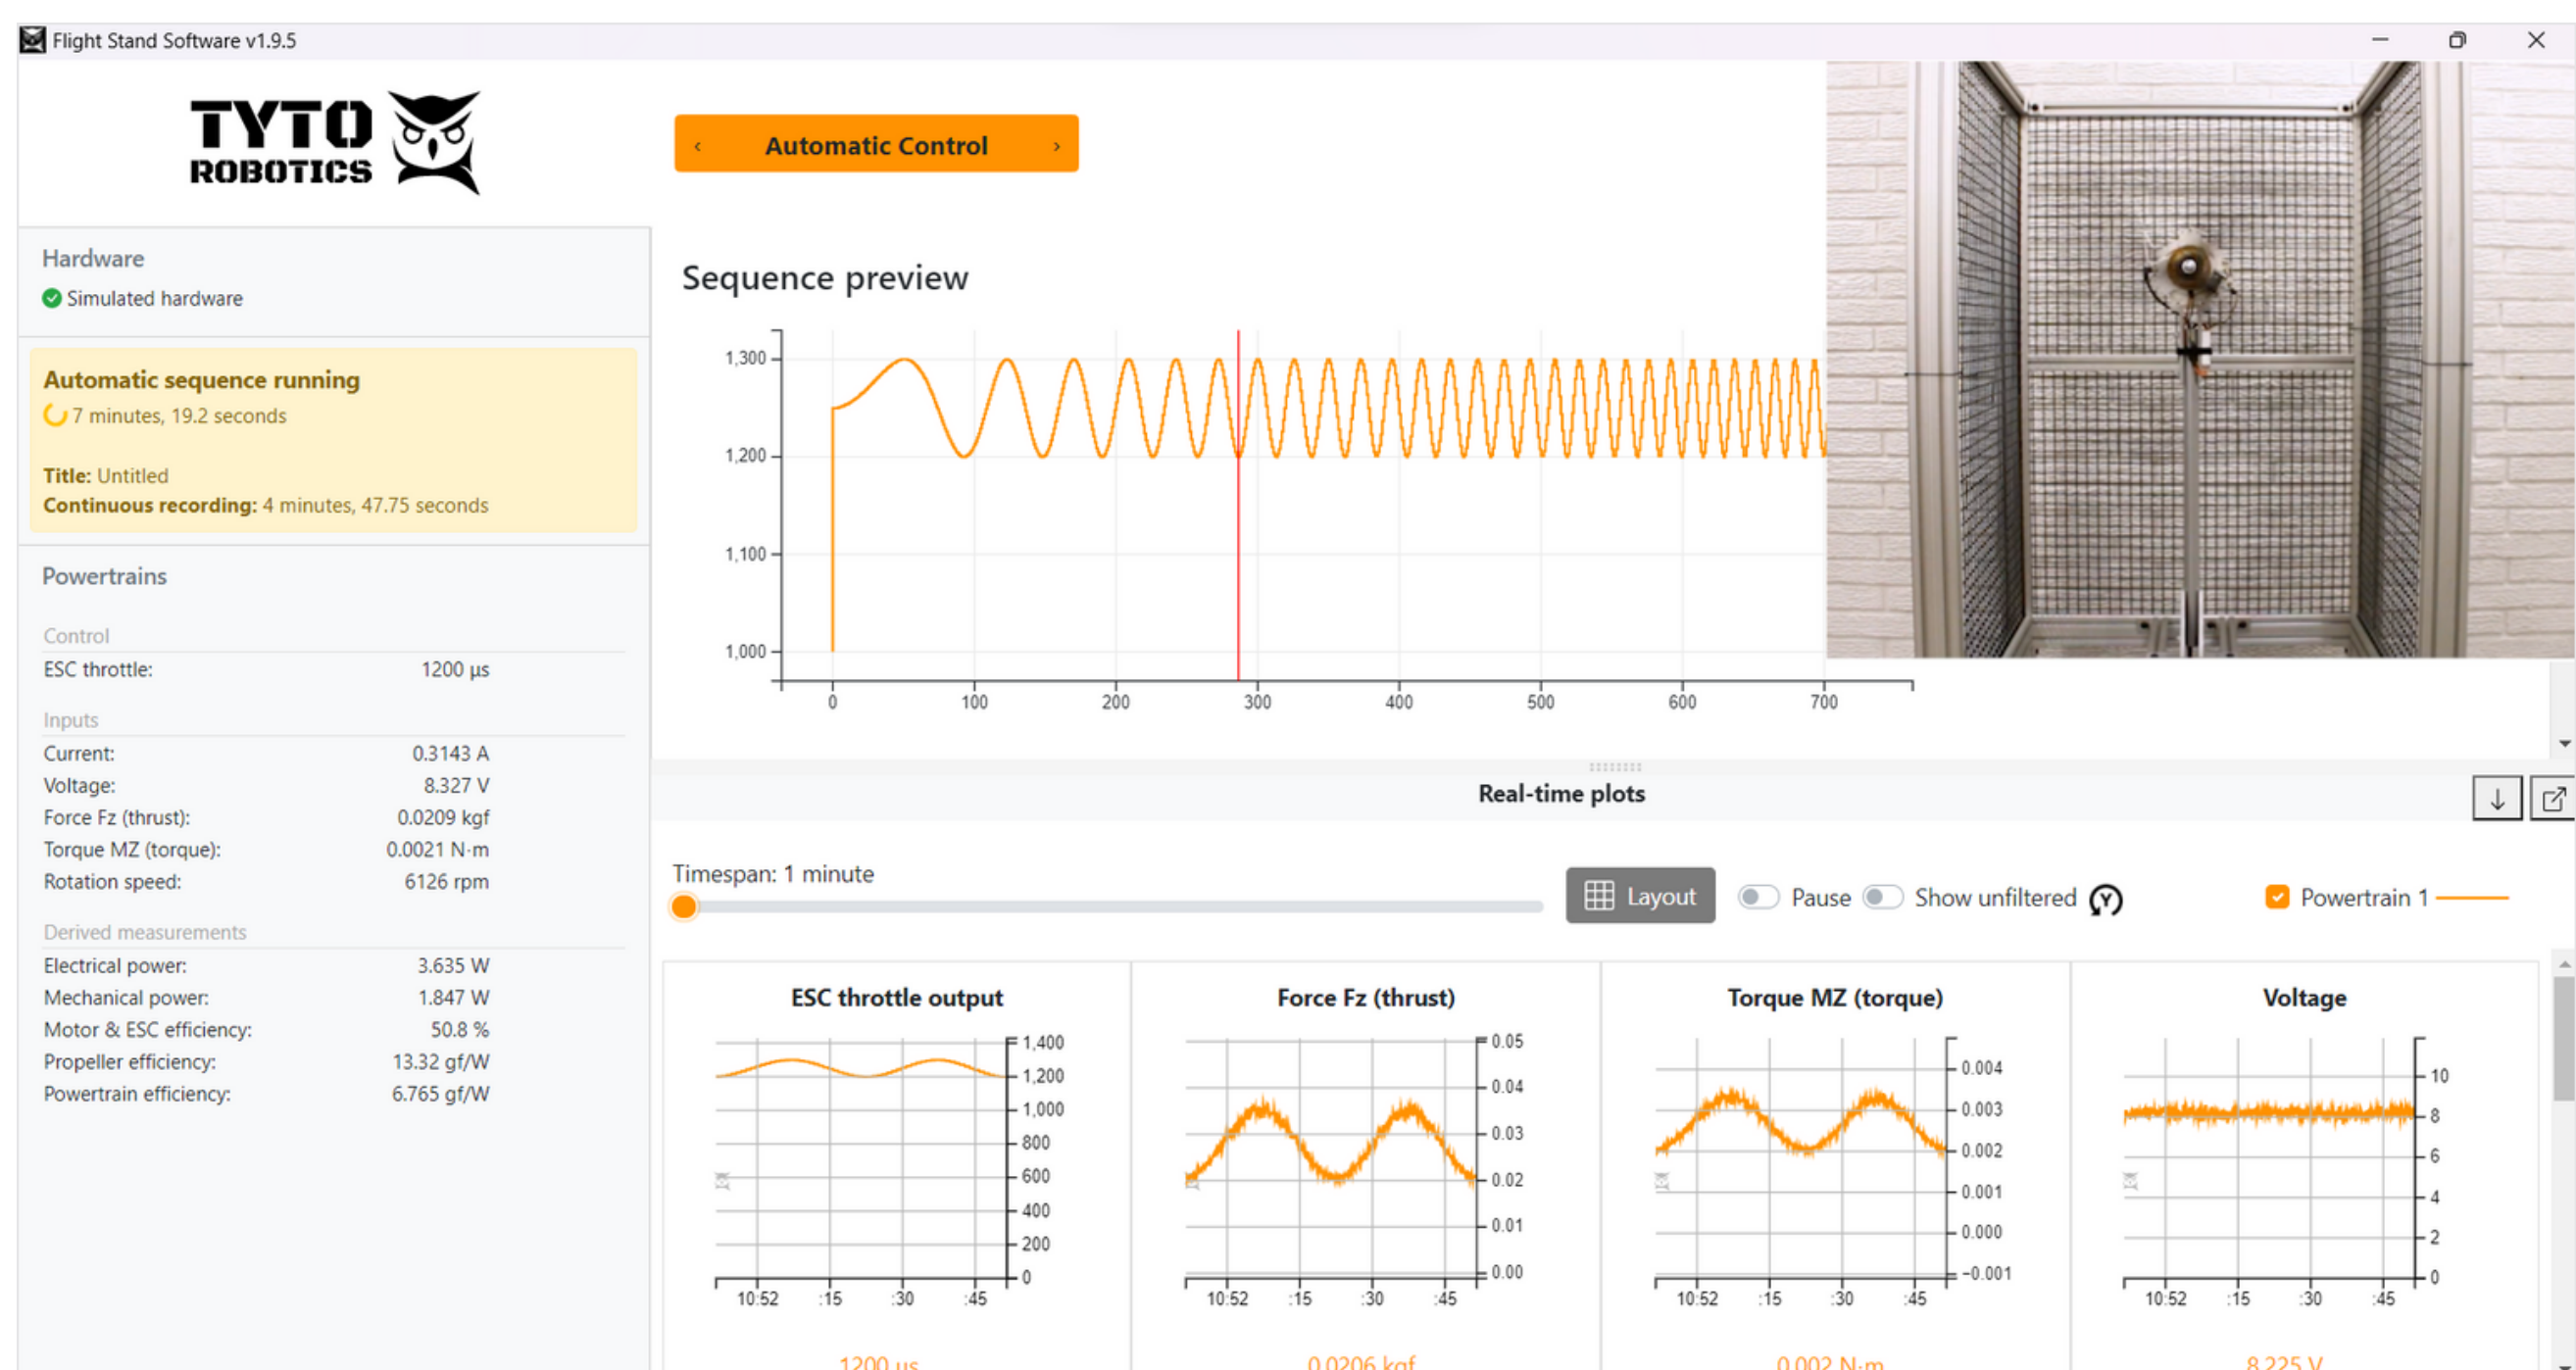 Flight Stand Software v1.9.5
TYTO
ROBOTICS
‹ Automatic Control ›
Hardware
Simulated hardware
Automatic sequence running
7 minutes, 19.2 seconds
Title: Untitled
Continuous recording: 4 minutes, 47.75 seconds
Powertrains
Control
ESC throttle: 1200 µs
Inputs
Current: 0.3143 A
Voltage: 8.327 V
Force Fz (thrust): 0.0209 kgf
Torque MZ (torque): 0.0021 N·m
Rotation speed: 6126 rpm
Derived measurements
Electrical power: 3.635 W
Mechanical power: 1.847 W
Motor & ESC efficiency: 50.8 %
Propeller efficiency: 13.32 gf/W
Powertrain efficiency: 6.765 gf/W
Sequence preview
1,300
1,200
1,100
1,000
0 100 200 300 400 500 600 700
Real-time plots
Timespan: 1 minute
Layout
Pause
Show unfiltered
Y
Powertrain 1
ESC throttle output
1,400
1,200
1,000
800
600
400
200
0
10:52 :15 :30 :45
1200 µs
Force Fz (thrust)
0.05
0.04
0.03
0.02
0.01
0.00
10:52 :15 :30 :45
0.0206 kgf
Torque MZ (torque)
0.004
0.003
0.002
0.001
0.000
−0.001
10:52 :15 :30 :45
0.002 N·m
Voltage
10
8
6
4
2
0
10:52 :15 :30 :45
8.225 V